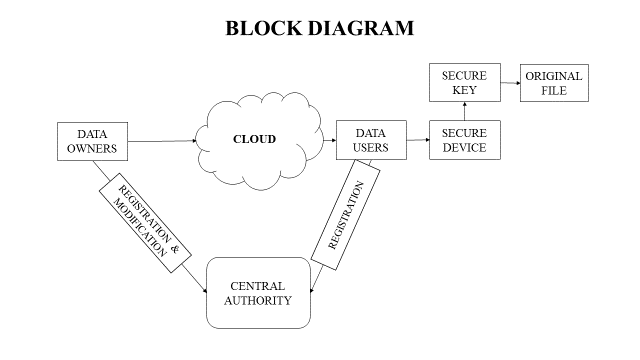 BLOCK DIAGRAM
SECURE
KEY
ORIGINAL
FILE
DATA
OWNERS
CLOUD
DATA
USERS
SECURE
DEVICE
REGISTRATION &
MODIFICATION
REGISTRATION
CENTRAL
AUTHORITY